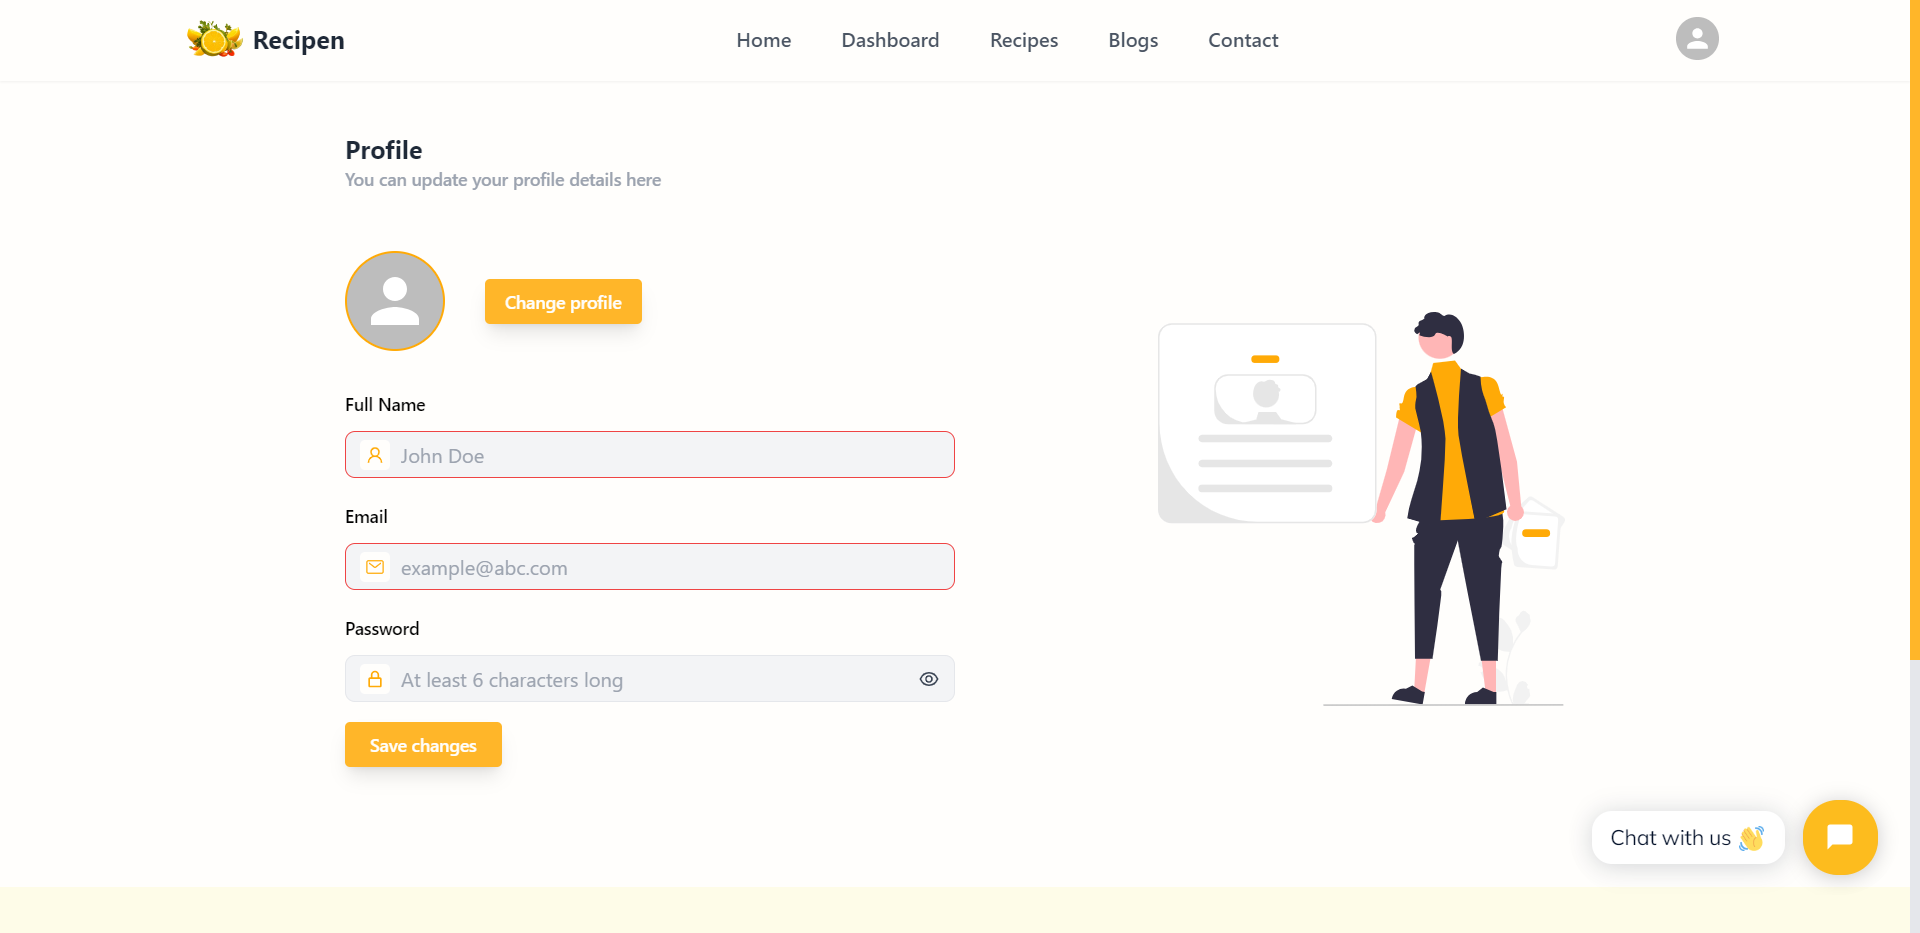 Recipen
Home
Dashboard
Recipes
Blogs
Contact
Profile
You can update your profile details here
Change profile
Full Name
John Doe
Email
example@abc.com
Password
At least 6 characters long
Save changes
Chat with us 👋